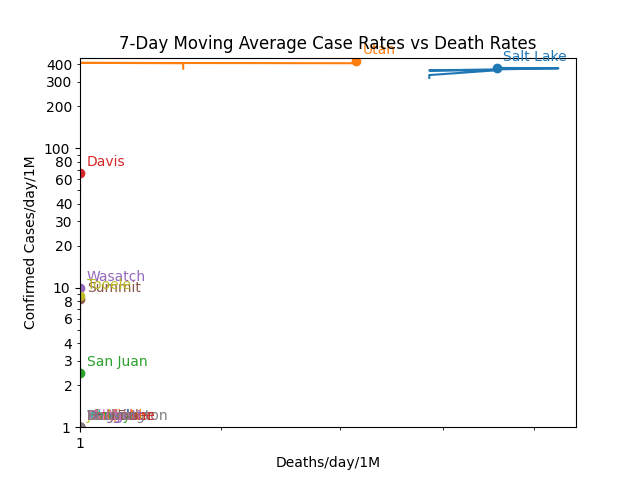 7-Day Moving Average Case Rates vs Death Rates
Utah
Salt Lake
400
300
200
100
80
60
40
30
20
10
8
6
4
3
2
1
Davis
Wasatch
Tooele
Summit
San Juan
1
Confirmed Cases/day/1M
Deaths/day/1M